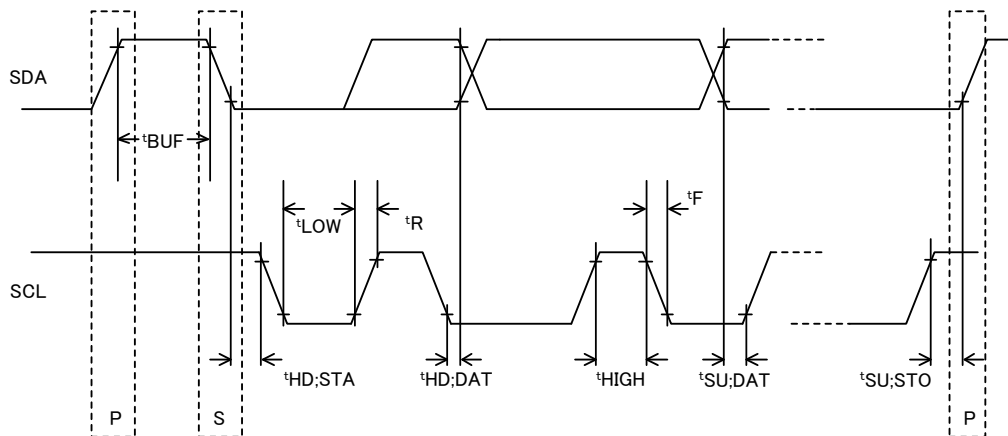 SDA
tBUF
tLOW
tR
tF
SCL
tHD;STA
tHD;DAT
tHIGH
tSU;DAT
tSU;STO
P
S
P